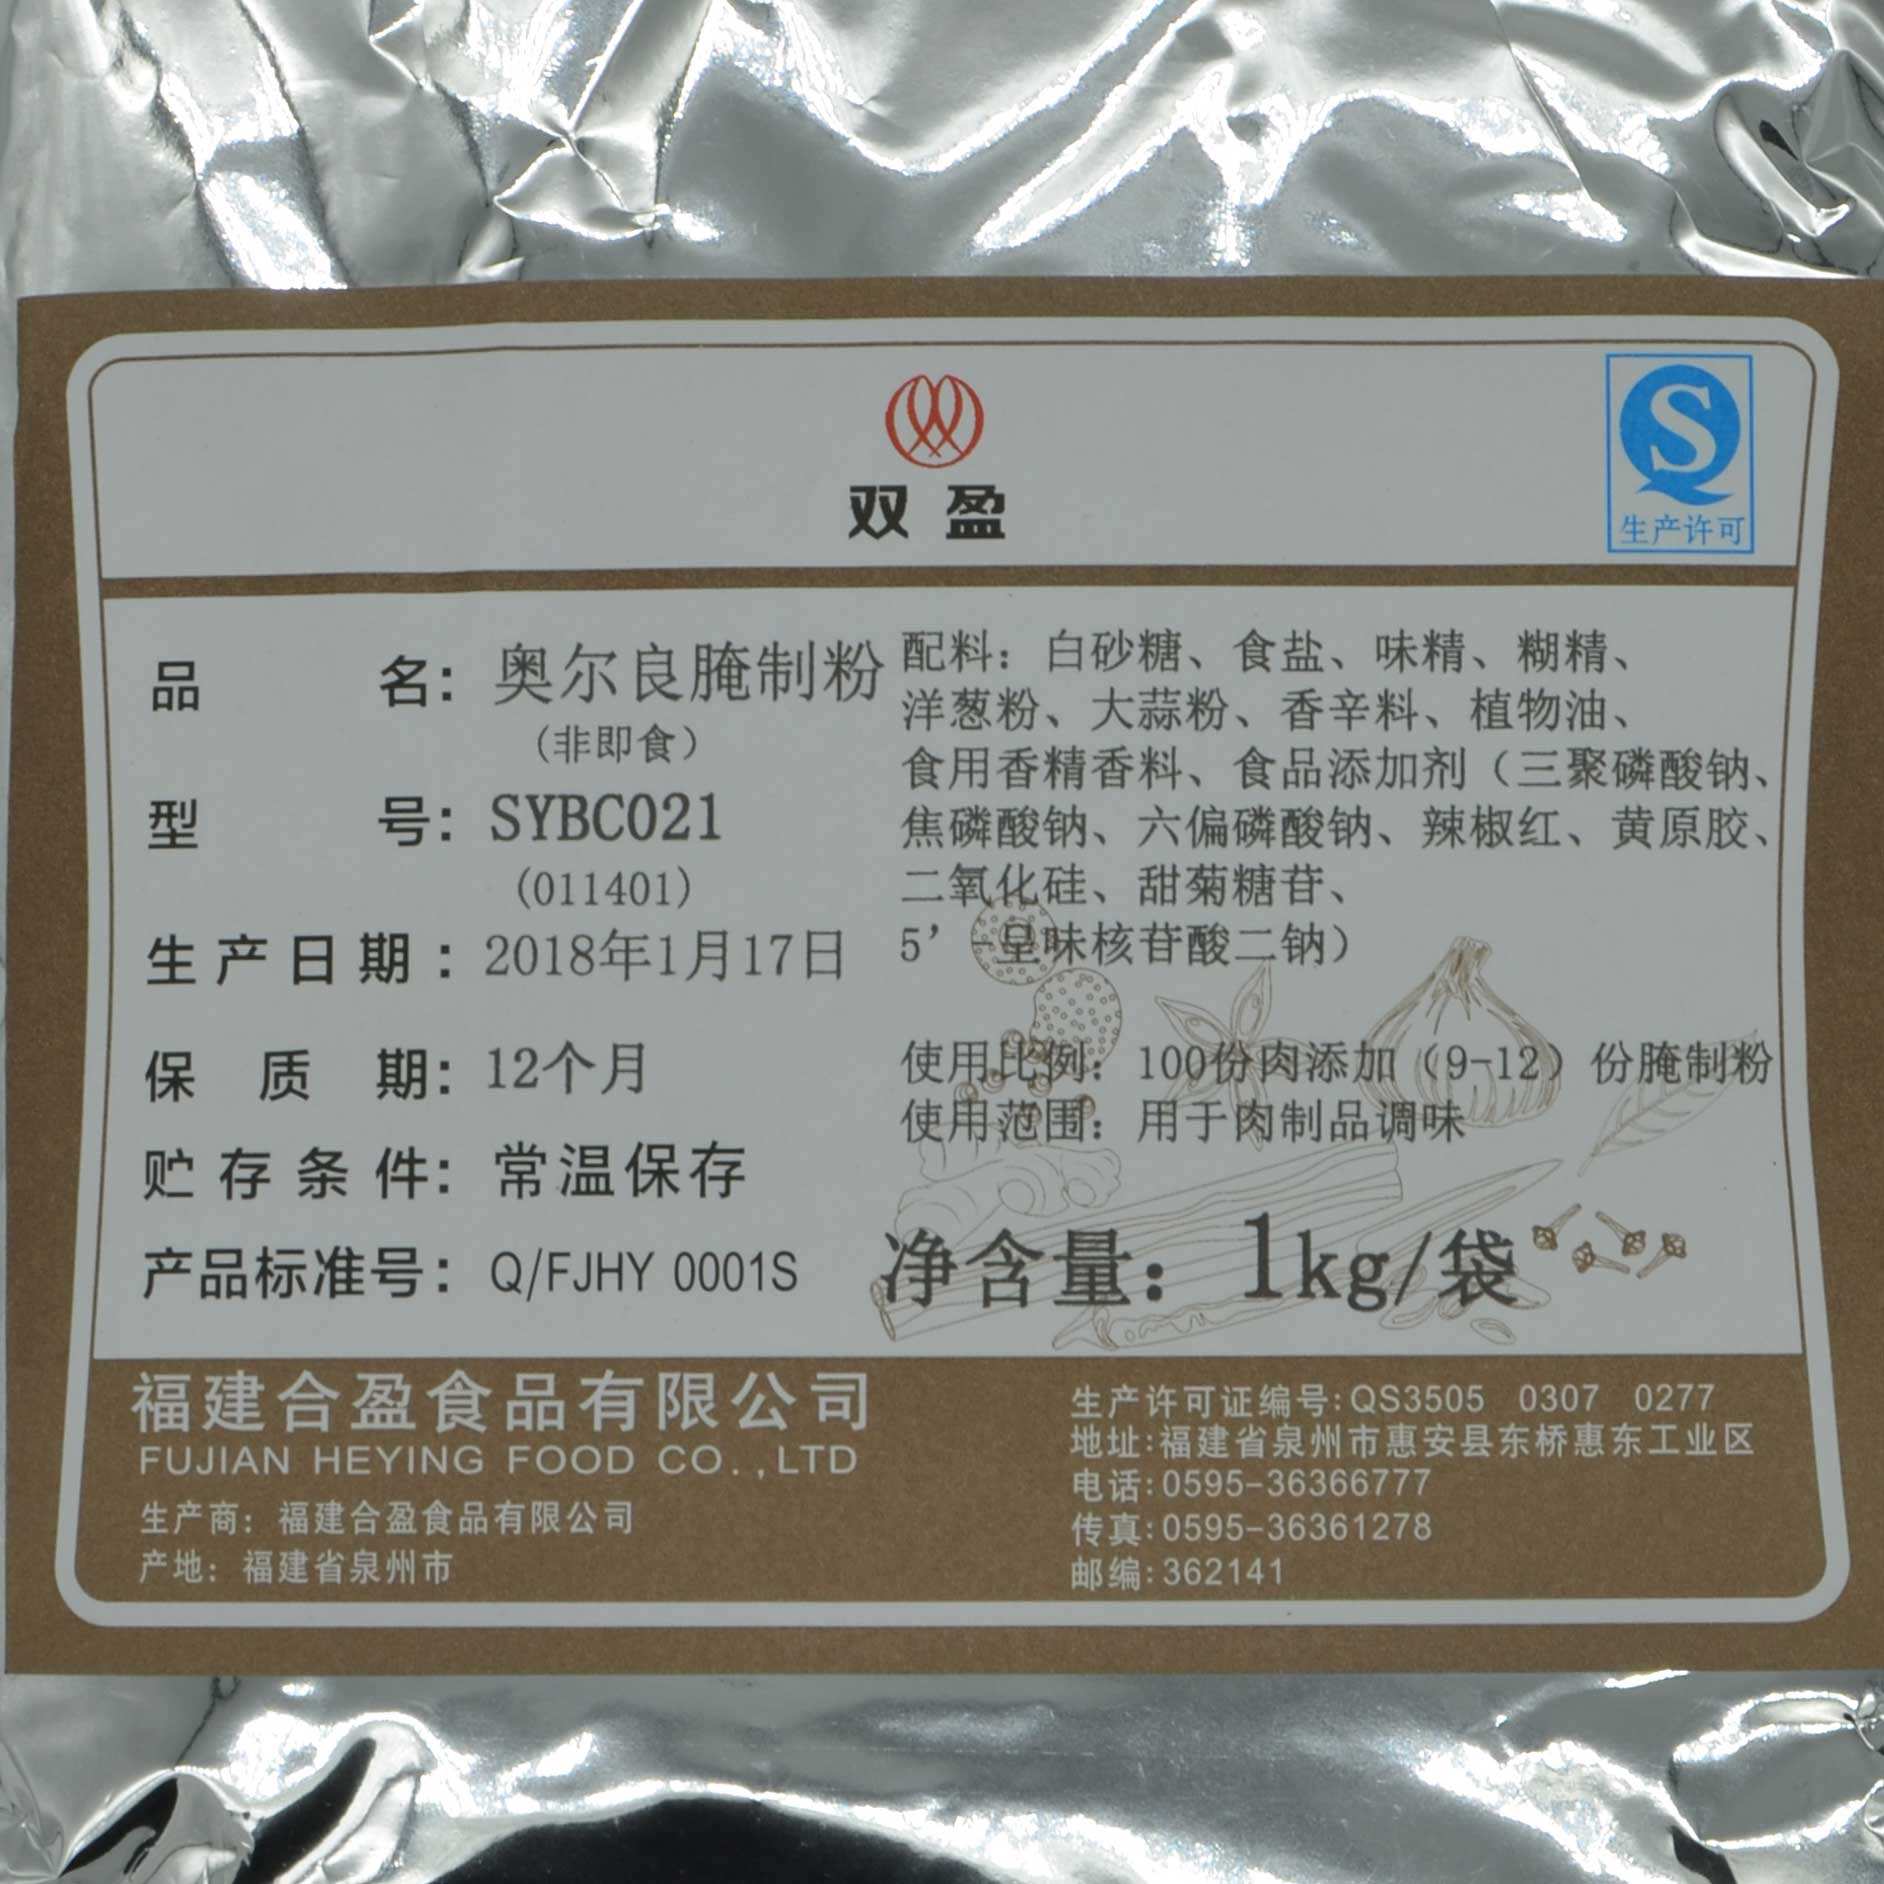 双盈
S
生产许可
品名：奥尔良腌制粉
（非即食）
型号：SYBC021
(011401)
生产日期：2018年1月17日
保质期：12个月
贮存条件：常温保存
产品标准号：Q/FJHY 0001S
配料：白砂糖、食盐、味精、糊精、
洋葱粉、大蒜粉、香辛料、植物油、
食用香精香料、食品添加剂（三聚磷酸钠、
焦磷酸钠、六偏磷酸钠、辣椒红、黄原胶、
二氧化硅、甜菊糖苷、
5’-呈味核苷酸二钠）
使用比例：100份肉添加（9-12）份腌制粉
使用范围：用于肉制品调味
净含量：1kg/袋
福建合盈食品有限公司
FUJIAN HEYING FOOD CO.,LTD
生产商：福建合盈食品有限公司
产地：福建省泉州市
生产许可证编号:QS3505 0307 0277
地址:福建省泉州市惠安县东桥惠东工业区
电话:0595-36366777
传真:0595-36361278
邮编:362141